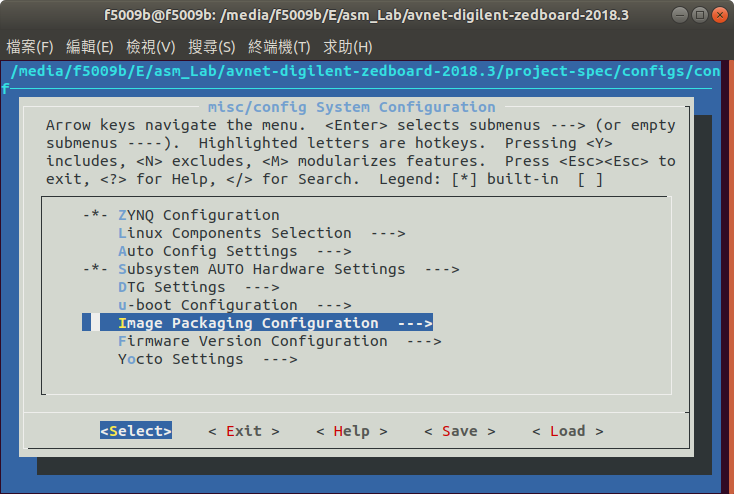 f5009b@f5009b: /media/f5009b/E/asm_Lab/avnet-digilent-zedboard-2018.3
檔案(F) 編輯(E) 檢視(V) 搜尋(S) 終端機(T) 求助(H)
/media/f5009b/E/asm_Lab/avnet-digilent-zedboard-2018.3/project-spec/configs/con
f
misc/config System Configuration
Arrow keys navigate the menu.  <Enter> selects submenus ---> (or empty
submenus ----).  Highlighted letters are hotkeys.  Pressing <Y>
includes, <N> excludes, <M> modularizes features.  Press <Esc><Esc> to
exit, <?> for Help, </> for Search.  Legend: [*] built-in  [ ]
-*- ZYNQ Configuration
Linux Components Selection  --->
Auto Config Settings  --->
-*- Subsystem AUTO Hardware Settings  --->
DTG Settings  --->
u-boot Configuration  --->
Image Packaging Configuration  --->
Firmware Version Configuration  --->
Yocto Settings  --->
<Select>    < Exit >    < Help >    < Save >    < Load >